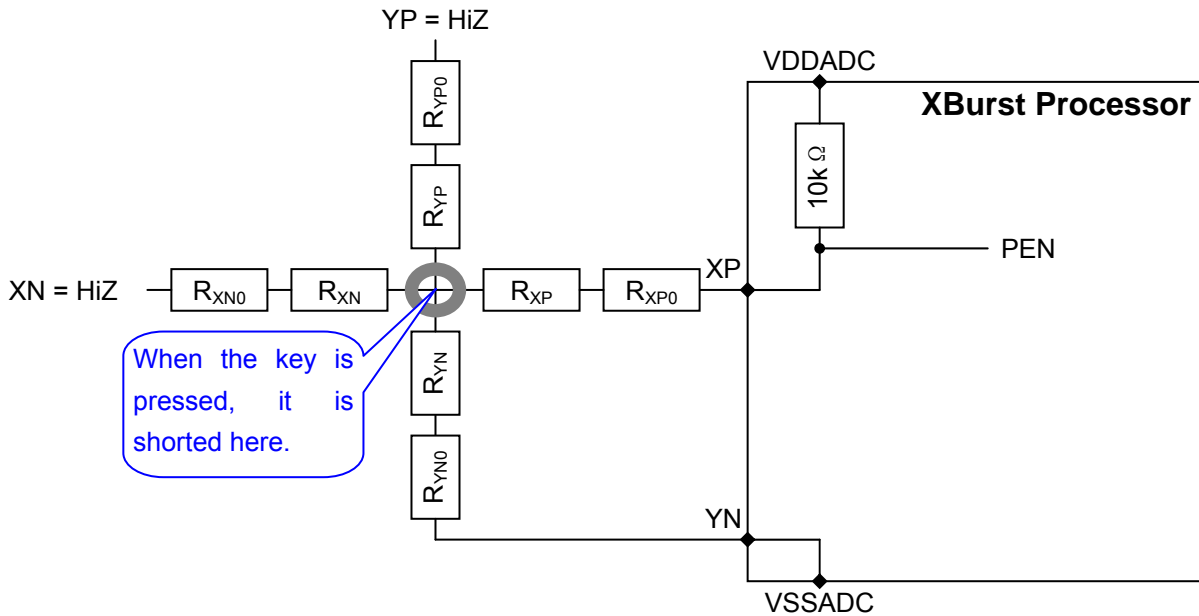 YP = HiZ
VDDADC
XBurst Processor
RYP0
10k Ω
RYP
PEN
XP
XN = HiZ
RXN0
RXN
RXP
RXP0
When the key is
pressed, it is
shorted here.
RYN
RYN0
YN
VSSADC